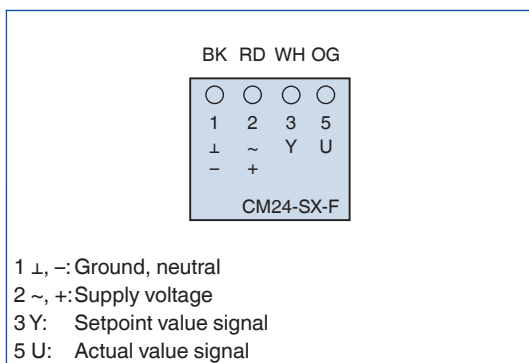 BK RD WH OG
1 2 3 5
⊥ ~ Y U
– +
CM24-SX-F
1 ⊥, –: Ground, neutral
2 ~, +: Supply voltage
3 Y: Setpoint value signal
5 U: Actual value signal